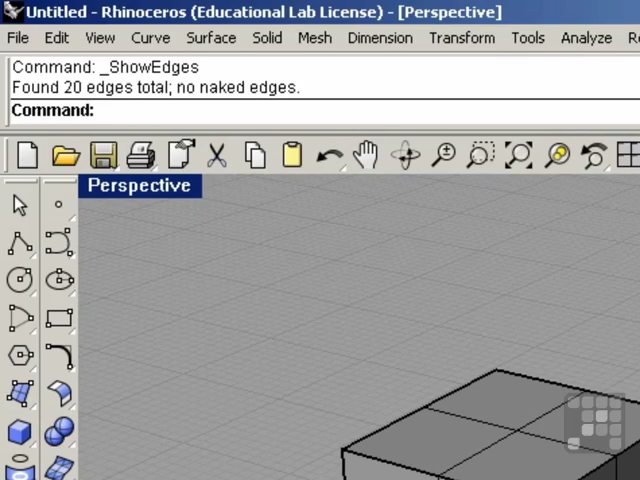 Untitled - Rhinoceros (Educational Lab License) - [Perspective]
File Edit View Curve Surface Solid Mesh Dimension Transform Tools Analyze
Command: _ShowEdges
Found 20 edges total; no naked edges.
Command:
Perspective